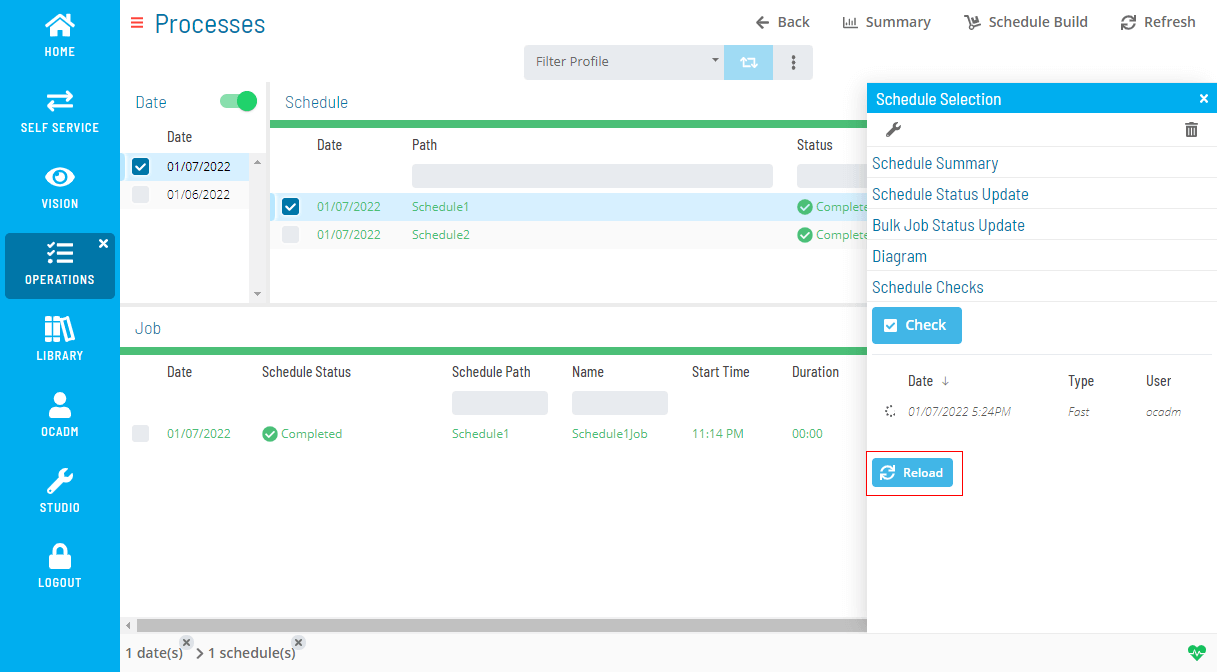 HOME
SELF SERVICE
VISION
OPERATIONS
LIBRARY
OCADM
STUDIO
LOGOUT
Processes
Back Summary Schedule Build Refresh
Filter Profile
Date
Date
01/07/2022
01/06/2022
Schedule
Date Path Status
01/07/2022 Schedule1 Complete
01/07/2022 Schedule2 Complete
Job
Date Schedule Status Schedule Path Name Start Time Duration
01/07/2022 Completed Schedule1 Schedule1Job 11:14 PM 00:00
Schedule Selection
Schedule Summary
Schedule Status Update
Bulk Job Status Update
Diagram
Schedule Checks
Check
Date Type User
01/07/2022 5:24PM Fast ocadm
Reload
1 date(s) 1 schedule(s)